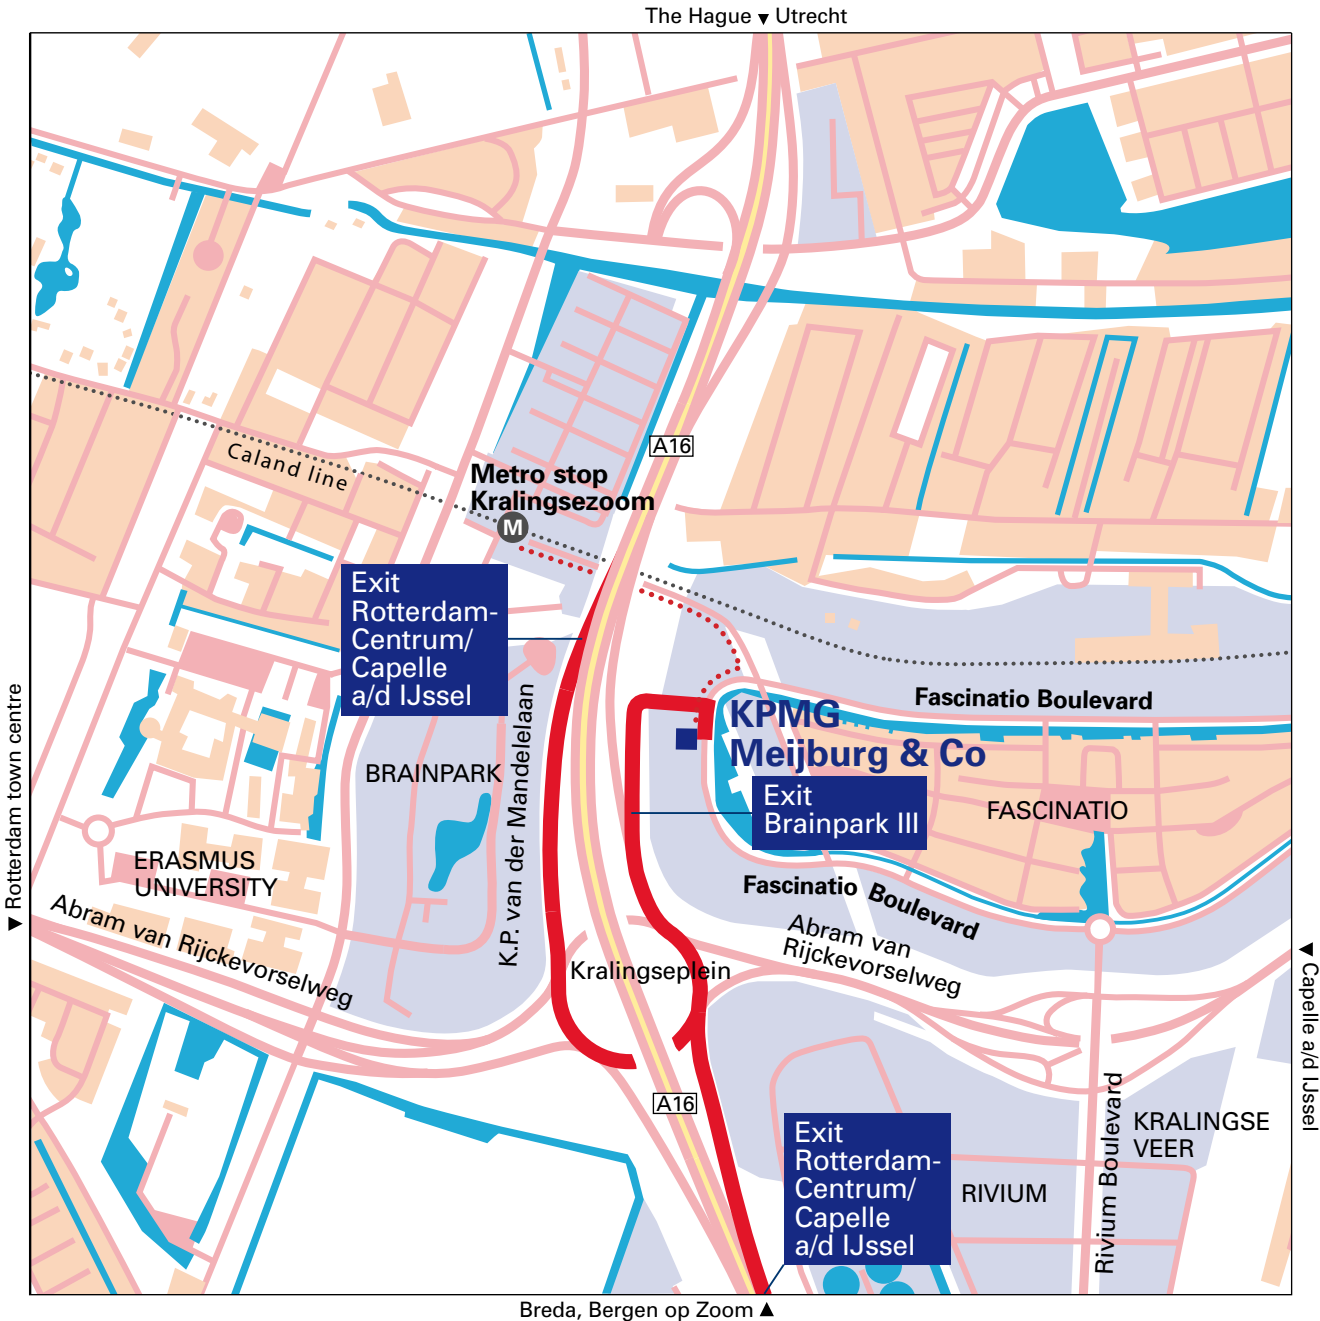 The Hague ▼ Utrecht
A16
Caland line
Metro stop
Kralingsezoom
M
Exit
Rotterdam-
Centrum/
Capelle
a/d IJssel
Fascinatio Boulevard
KPMG
Meijburg & Co
BRAINPARK
K.P. van der Mandelelaan
Exit
Brainpark III
FASCINATIO
▼ Rotterdam town centre
ERASMUS
UNIVERSITY
Fascinatio Boulevard
Abram van Rijckevorselweg
Abram van
Rijckevorselweg
Kralingseplein
▼ Capelle a/d IJssel
A16
Exit
Rotterdam-
Centrum/
Capelle
a/d IJssel
RIVIUM
Rivium Boulevard
KRALINGSE
VEER
Breda, Bergen op Zoom ▲